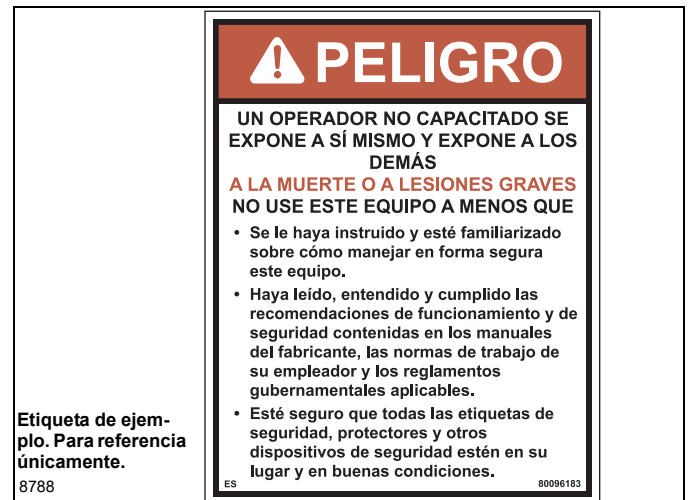 PELIGRO
UN OPERADOR NO CAPACITADO SE
EXPONE A SÍ MISMO Y EXPONE A LOS
DEMÁS
A LA MUERTE O A LESIONES GRAVES
NO USE ESTE EQUIPO A MENOS QUE
• Se le haya instruido y esté familiarizado
sobre cómo manejar en forma segura
este equipo.
• Haya leído, entendido y cumplido las
recomendaciones de funcionamiento y de
seguridad contenidas en los manuales
del fabricante, las normas de trabajo de
su empleador y los reglamentos
gubernamentales aplicables.
• Esté seguro que todas las etiquetas de
seguridad, protectores y otros
dispositivos de seguridad estén en su
lugar y en buenas condiciones.
ES
80096183
Etiqueta de ejem-
plo. Para referencia
únicamente.
8788